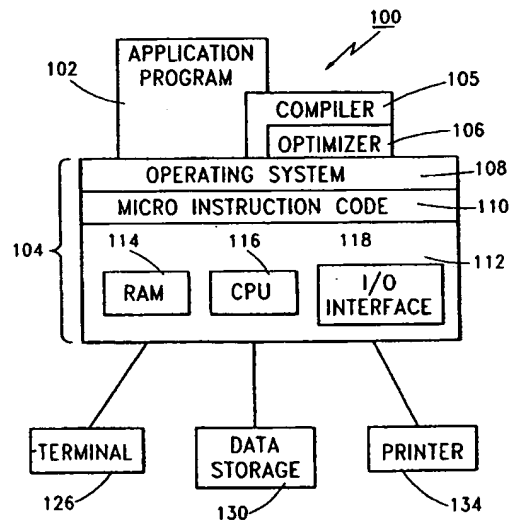 100
APPLICATION
PROGRAM
102
105
COMPILER
OPTIMIZER
106
OPERATING SYSTEM
108
MICRO INSTRUCTION CODE
110
104
114
116
118
112
RAM
CPU
I/O
INTERFACE
TERMINAL
DATA
STORAGE
PRINTER
126
130
134